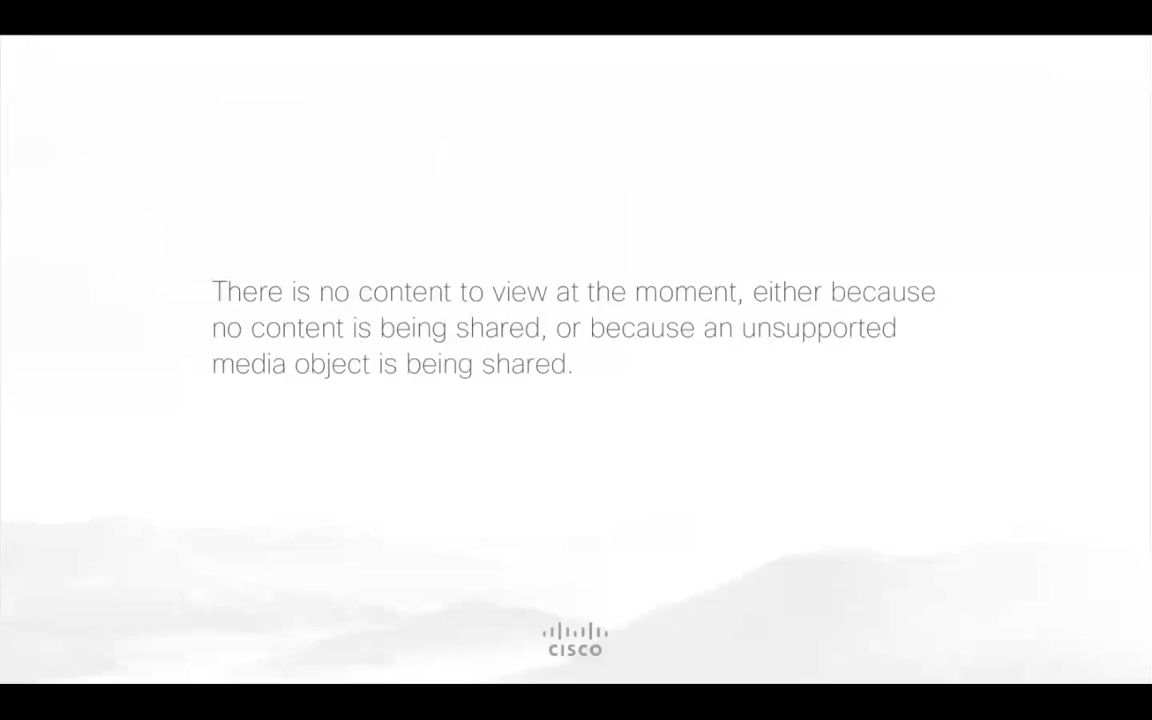 There is no content to view at the moment, either because
no content is being shared, or because an unsupported
media object is being shared.
CISCO